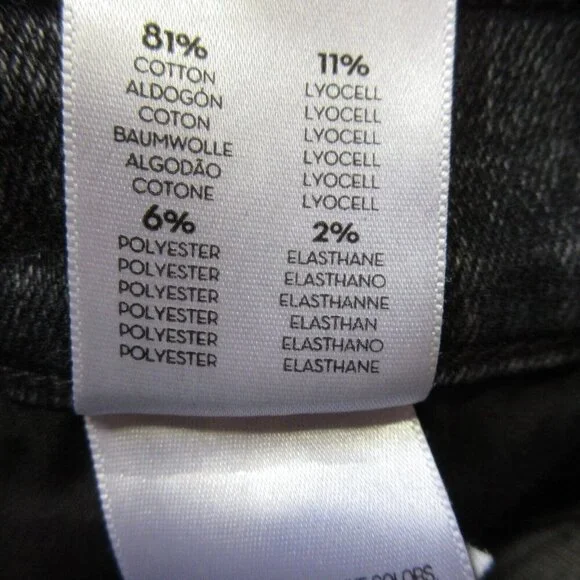 81%
COTTON
ALDOGÓN
COTON
BAUMWOLLE
ALGODÃO
COTONE
11%
LYOCELL
LYOCELL
LYOCELL
LYOCELL
LYOCELL
LYOCELL
6%
POLYESTER
POLYESTER
POLYESTER
POLYESTER
POLYESTER
POLYESTER
2%
ELASTHANE
ELASTHANO
ELASTHANNE
ELASTHAN
ELASTHANO
ELASTHANE
COLORS